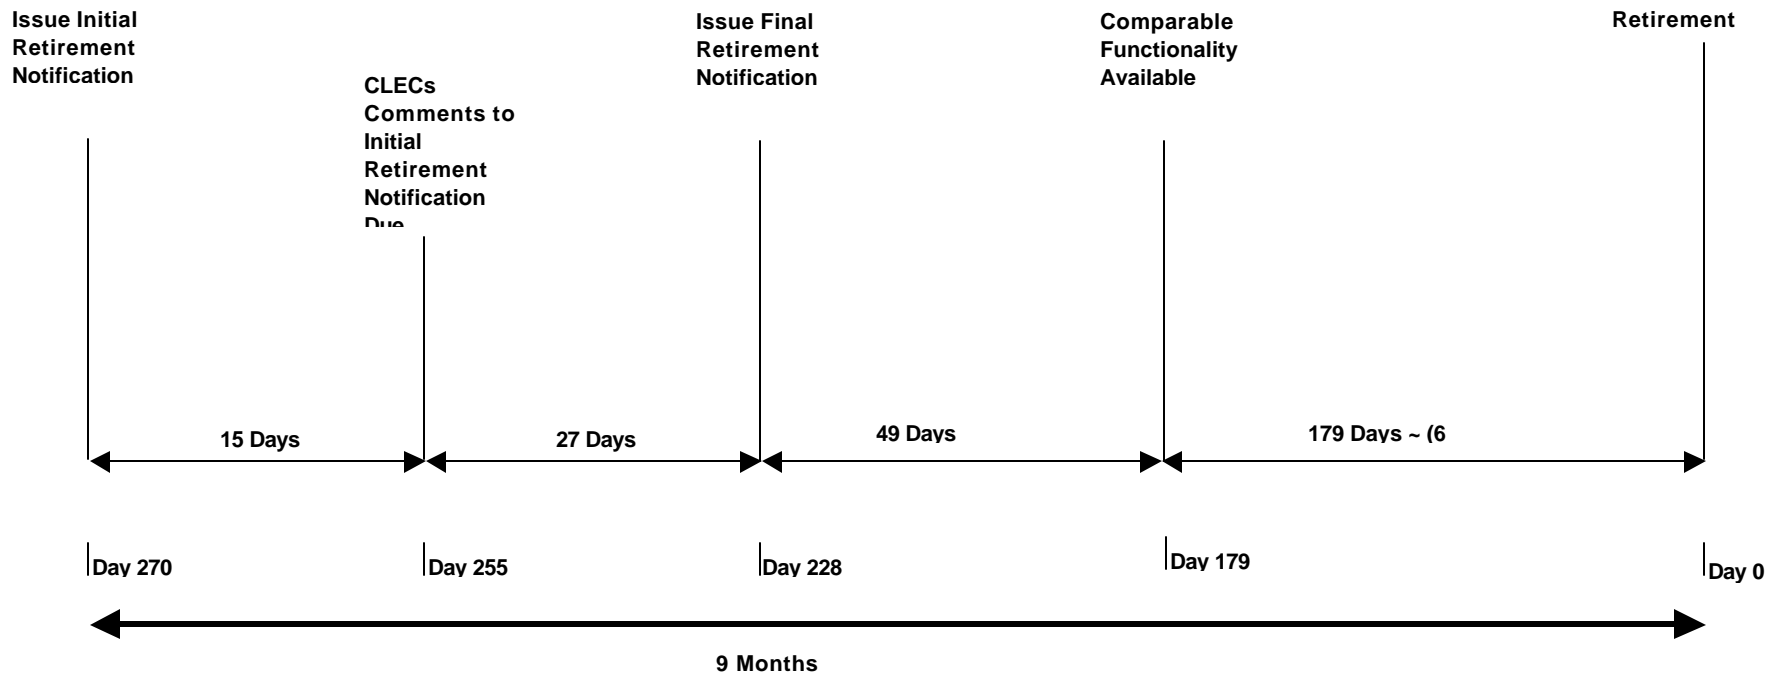 Issue Initial
Retirement
Notification
CLECs
Comments to
Initial
Retirement
Notification
Due
Issue Final
Retirement
Notification
Comparable
Functionality
Available
Retirement
15 Days
27 Days
49 Days
179 Days ~ (6
Day 270
Day 255
Day 228
Day 179
Day 0
9 Months